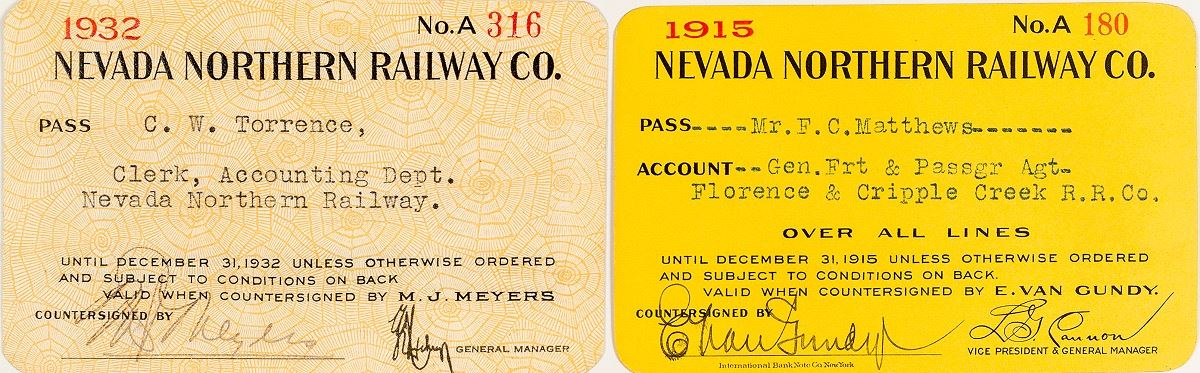 1932 No. A 316
NEVADA NORTHERN RAILWAY CO.
PASS C. W. Torrence,
Clerk, Accounting Dept.
Nevada Northern Railway.
UNTIL DECEMBER 31, 1932 UNLESS OTHERWISE ORDERED
AND SUBJECT TO CONDITIONS ON BACK
VALID WHEN COUNTERSIGNED BY M. J. MEYERS
COUNTERSIGNED BY
M J Meyers
GENERAL MANAGER
1915 No. A 180
NEVADA NORTHERN RAILWAY CO.
PASS----Mr. F. C. Matthews-------
ACCOUNT--Gen. Frt & Passgr Agt-
Florence & Cripple Creek R.R.Co.
OVER ALL LINES
UNTIL DECEMBER 31, 1915 UNLESS OTHERWISE ORDERED
AND SUBJECT TO CONDITIONS ON BACK.
VALID WHEN COUNTERSIGNED BY E. VAN GUNDY.
COUNTERSIGNED BY
E Van Gundy
Cannon
VICE PRESIDENT & GENERAL MANAGER
International Bank Note Co. New York